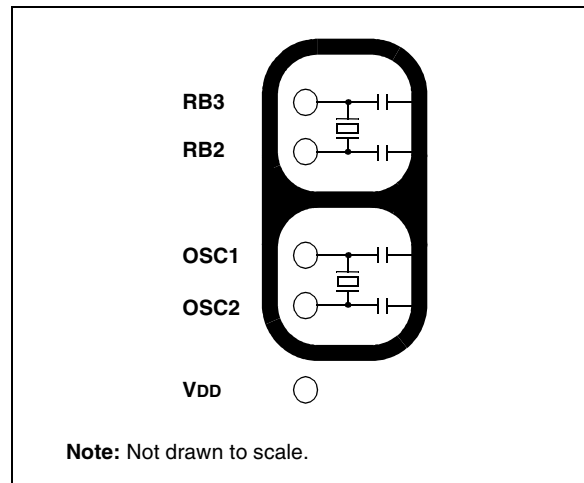 RB3
RB2
OSC1
OSC2
VDD
Note: Not drawn to scale.